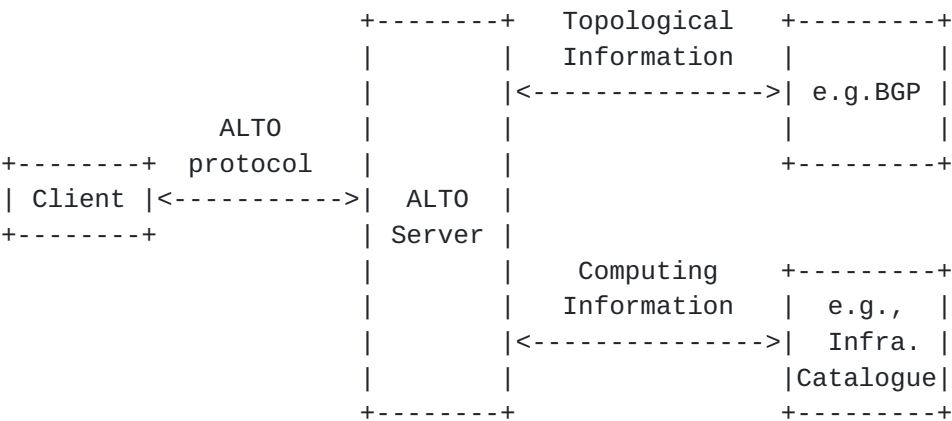 Topological
Information
e.g.BGP
ALTO
protocol
Client
ALTO
Server
Computing
Information
e.g.,
Infra.
Catalogue